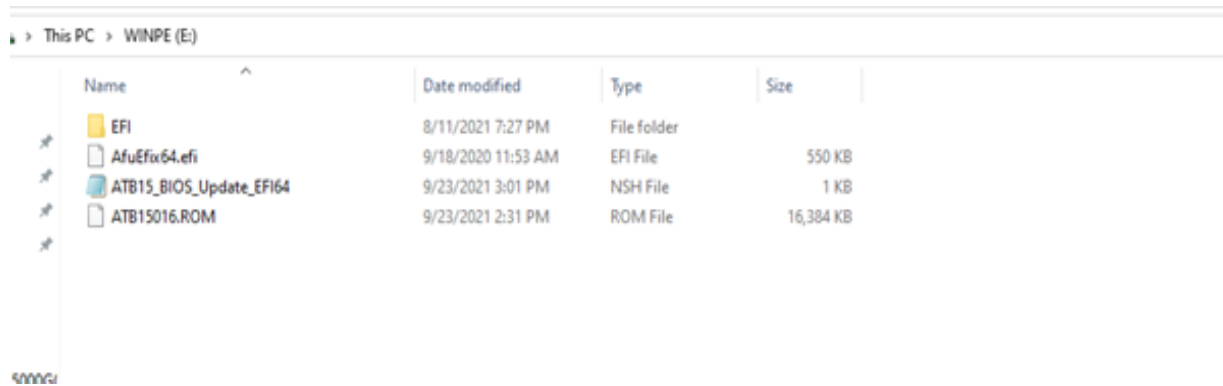 > This PC > WINPE (E:)
Name Date modified Type Size
EFI 8/11/2021 7:27 PM File folder
AfuEfix64.efi 9/18/2020 11:53 AM EFI File 550 KB
ATB15_BIOS_Update_EFI64 9/23/2021 3:01 PM NSH File 1 KB
ATB15016.ROM 9/23/2021 2:31 PM ROM File 16,384 KB
5000G(